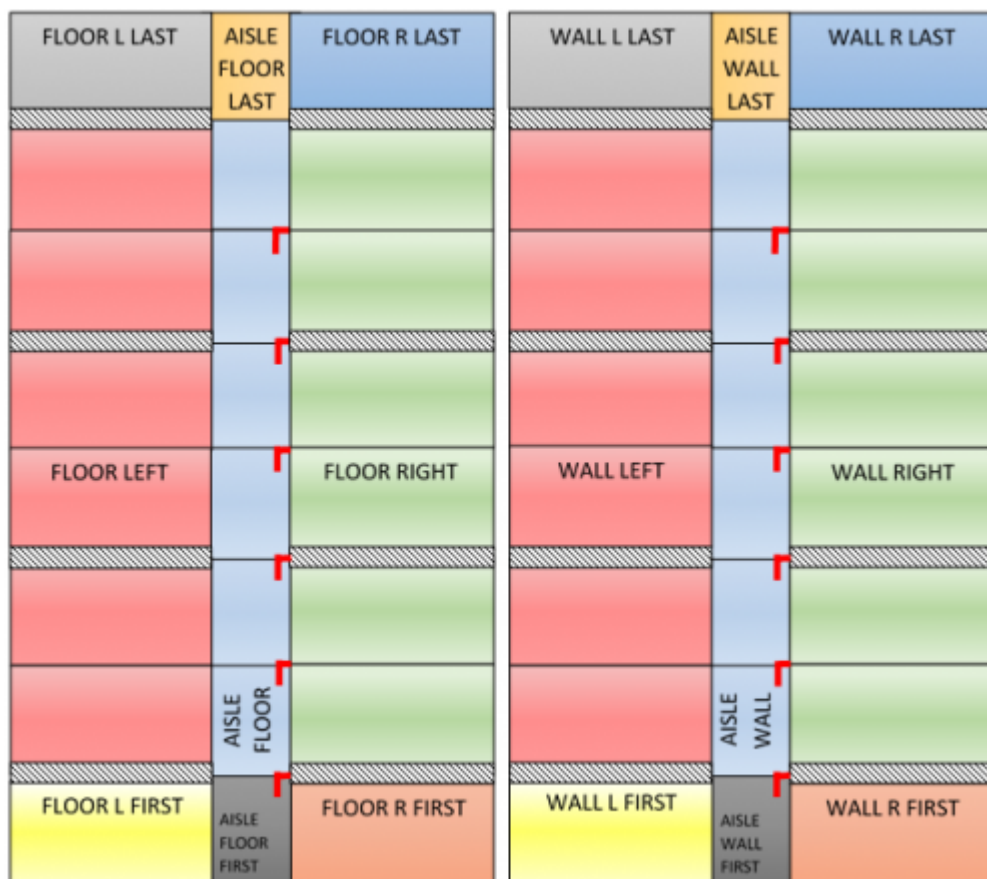 FLOOR L LAST
AISLE
FLOOR
LAST
FLOOR R LAST
WALL L LAST
AISLE
WALL
LAST
WALL R LAST
FLOOR LEFT
FLOOR RIGHT
WALL LEFT
WALL RIGHT
AISLE
FLOOR
AISLE
WALL
FLOOR L FIRST
AISLE
FLOOR
FIRST
FLOOR R FIRST
WALL L FIRST
AISLE
WALL
FIRST
WALL R FIRST